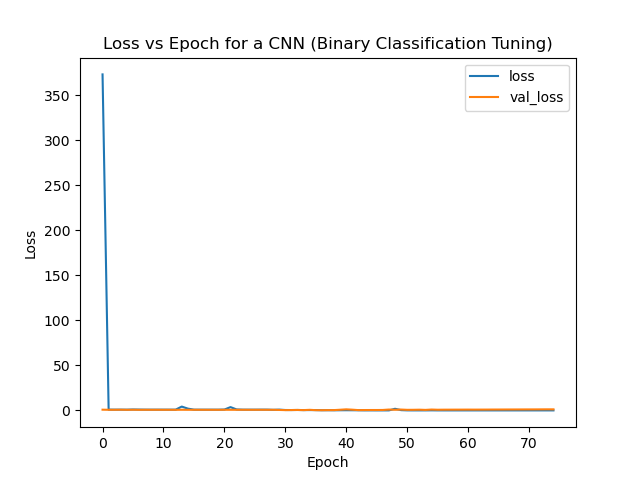 Loss vs Epoch for a CNN (Binary Classification Tuning)
loss
val_loss
350
300
250
200
150
100
50
0
Loss
0 10 20 30 40 50 60 70
Epoch